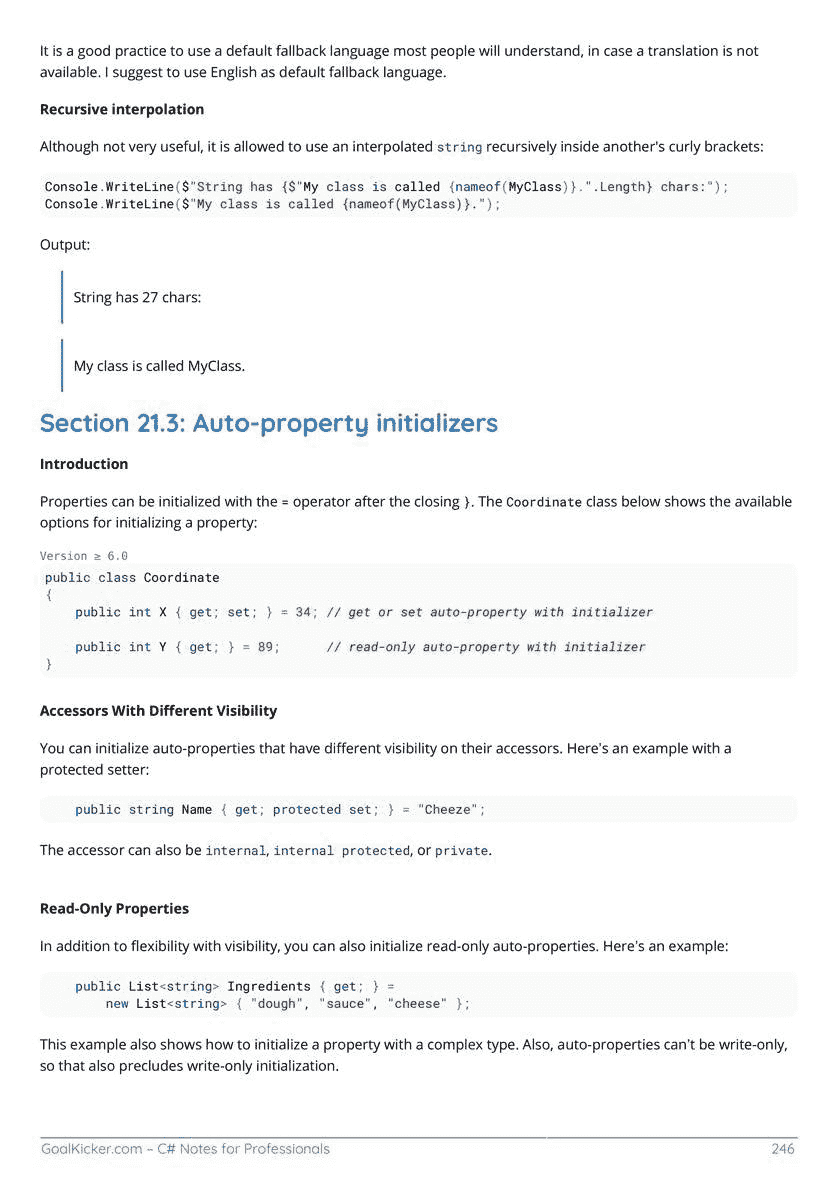 It is a good practice to use a default fallback language most people will understand, in case a translation is not
available. I suggest to use English as default fallback language.
Recursive interpolation
Although not very useful, it is allowed to use an interpolated string recursively inside another's curly brackets:
Console.WriteLine($"String has {$"My class is called {nameof(MyClass)}.".Length} chars:");
Console.WriteLine($"My class is called {nameof(MyClass)}.");
Output:
String has 27 chars:
My class is called MyClass.
Section 21.3: Auto-property initializers
Introduction
Properties can be initialized with the = operator after the closing }. The Coordinate class below shows the available
options for initializing a property:
Version ≥ 6.0
public class Coordinate
{
    public int X { get; set; } = 34; // get or set auto-property with initializer
    public int Y { get; } = 89;      // read-only auto-property with initializer
}
Accessors With Different Visibility
You can initialize auto-properties that have different visibility on their accessors. Here's an example with a
protected setter:
    public string Name { get; protected set; } = "Cheeze";
The accessor can also be internal, internal protected, or private.
Read-Only Properties
In addition to flexibility with visibility, you can also initialize read-only auto-properties. Here's an example:
    public List<string> Ingredients { get; } =
        new List<string> { "dough", "sauce", "cheese" };
This example also shows how to initialize a property with a complex type. Also, auto-properties can't be write-only,
so that also precludes write-only initialization.
GoalKicker.com – C# Notes for Professionals 246